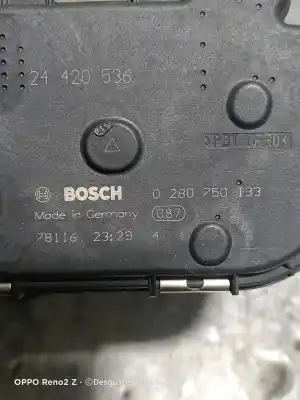 24 420 536
BOSCH 0 280 750 133
Made in Germany 087
78116 23:29 4
OPPO Reno2 Z